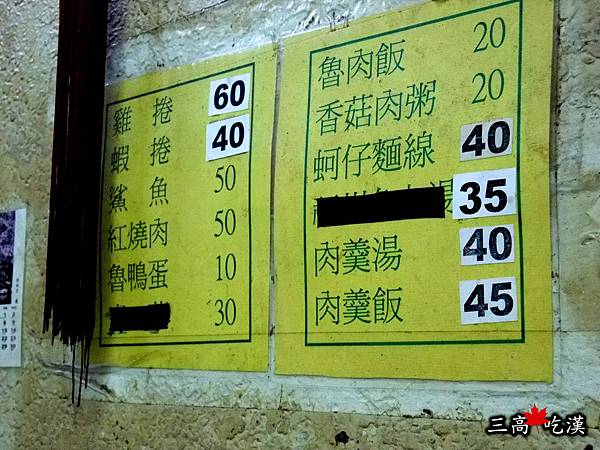 雞捲 60
蝦捲 40
鯊魚 50
紅燒肉 50
魯鴨蛋 10
30
魯肉飯 20
香菇肉粥 20
蚵仔麵線 40
湯 35
肉羹湯 40
肉羹飯 45
三高 吃漢